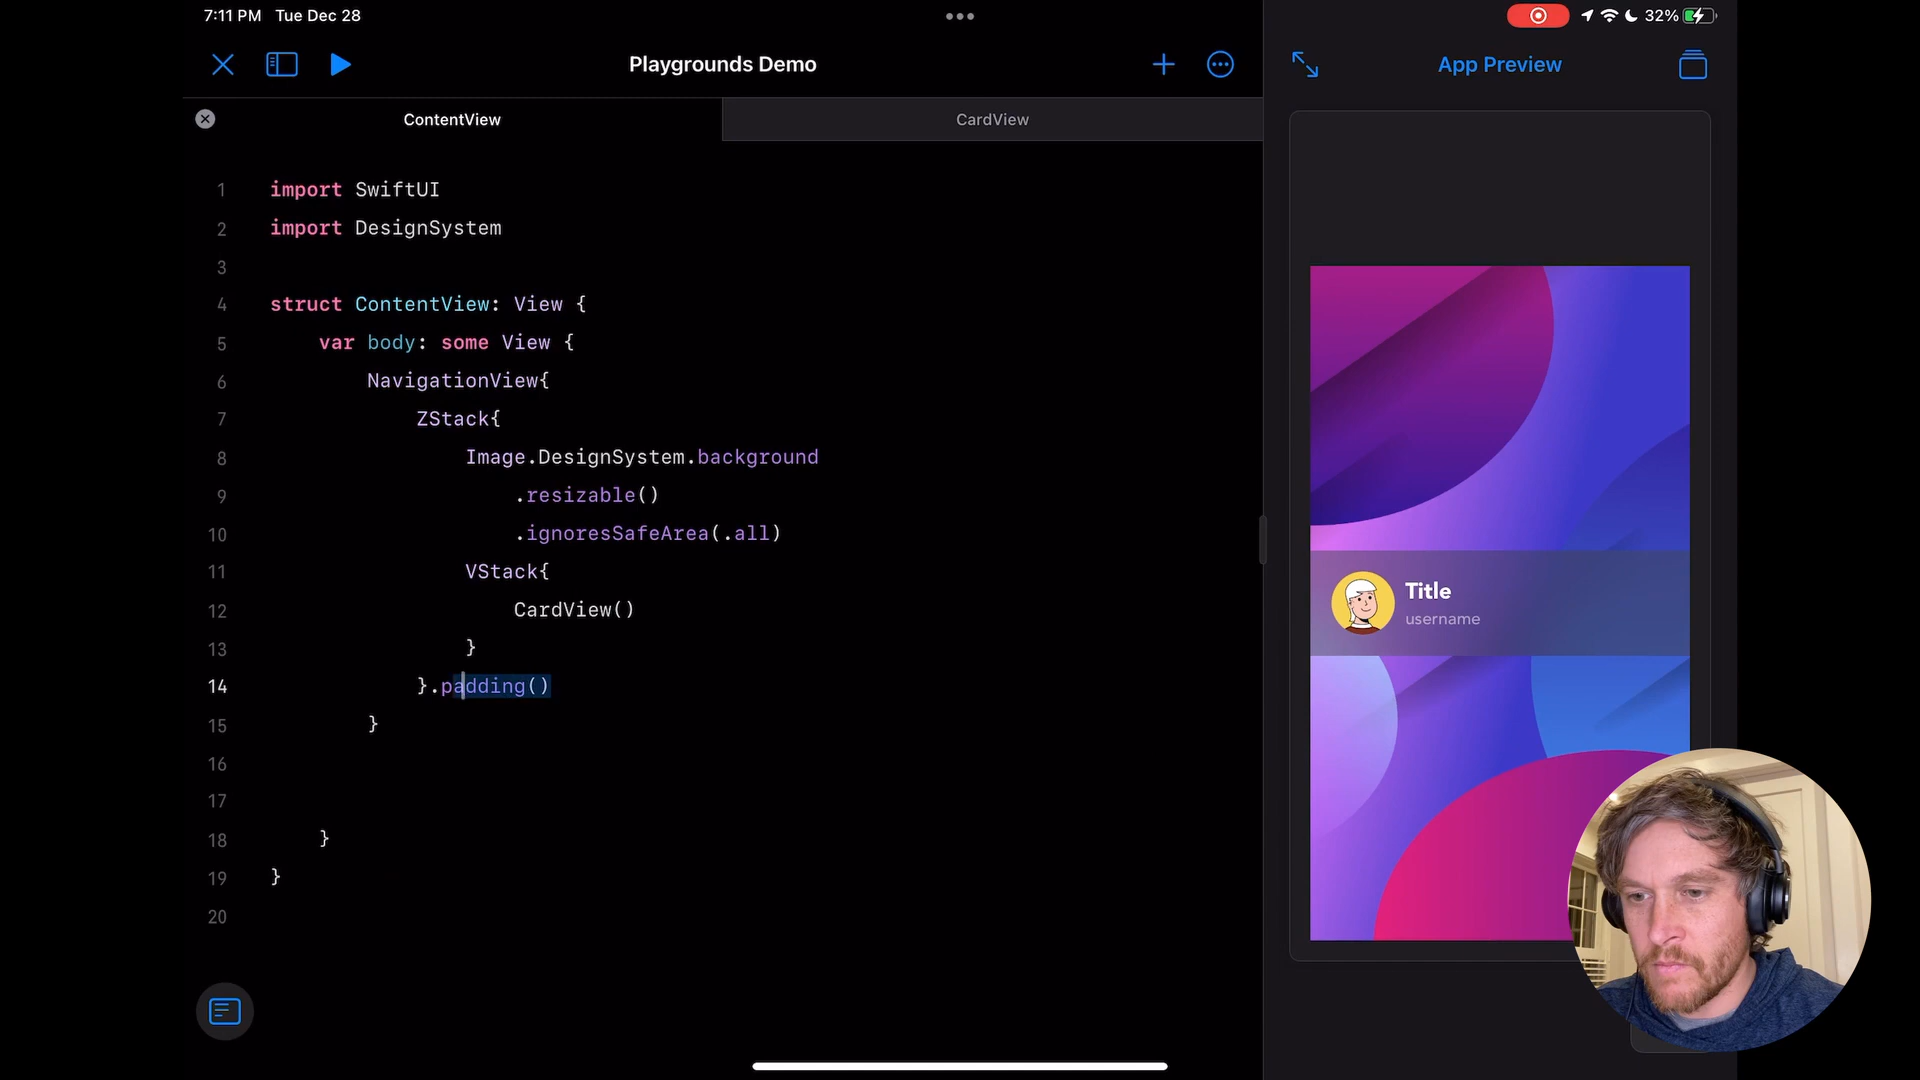 7:11 PM Tue Dec 28
32%
Playgrounds Demo
App Preview
ContentView
CardView
1 import SwiftUI
2 import DesignSystem
3
4 struct ContentView: View {
5 var body: some View {
6 NavigationView{
7 ZStack{
8 Image.DesignSystem.background
9 .resizable()
10 .ignoresSafeArea(.all)
11 VStack{
12 CardView()
13 }
14 }.padding()
15 }
16
17
18 }
19 }
20
Title
username